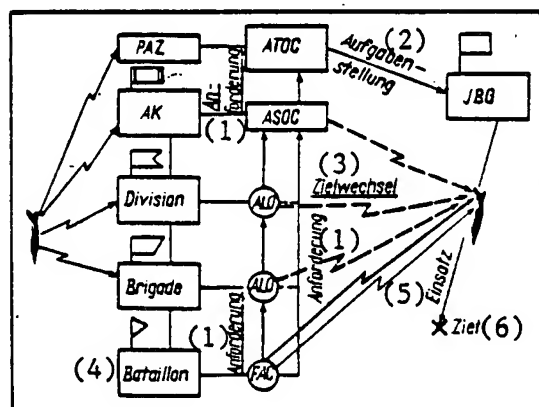 PAZ
ATOC
(2)
Aufgaben-
stellung
JBG
AK
An-
forderung
(1)
ASOC
(3)
Zielwechsel
Division
ALO
(1)
Anforderung
Brigade
ALO
(5)
Einsatz
Ziel (6)
(1)
Anforderung
(4)
Bataillon
FAC